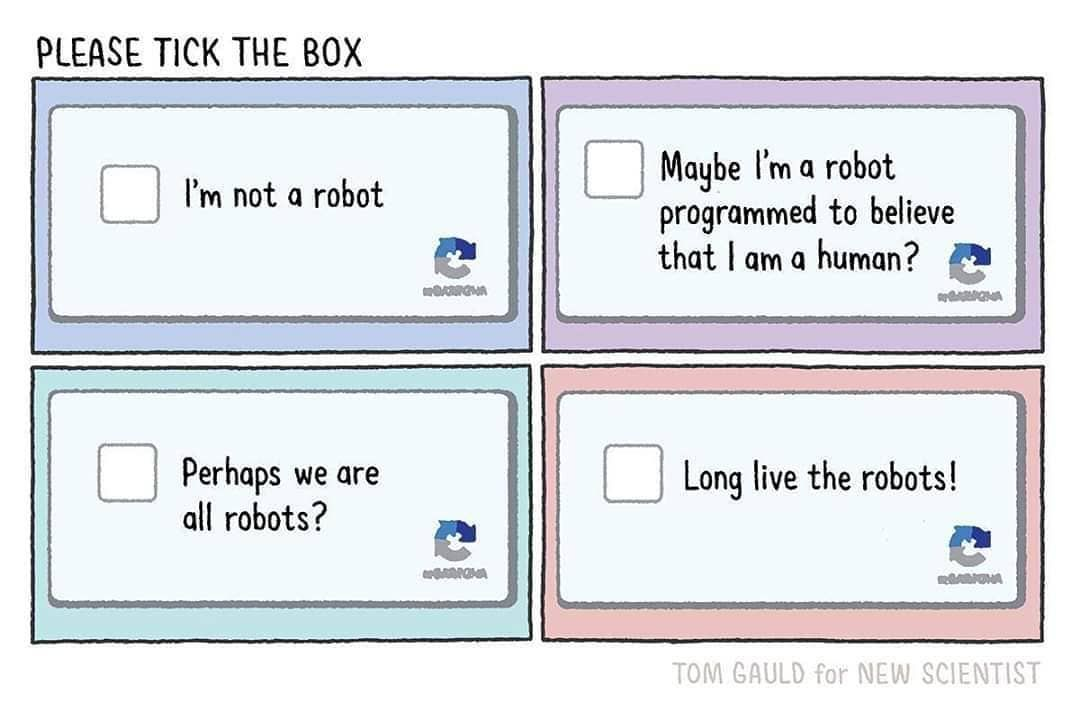 PLEASE TICK THE BOX
I'm not a robot
Maybe I'm a robot
programmed to believe
that I am a human?
Perhaps we are
all robots?
Long live the robots!
TOM GAULD for NEW SCIENTIST